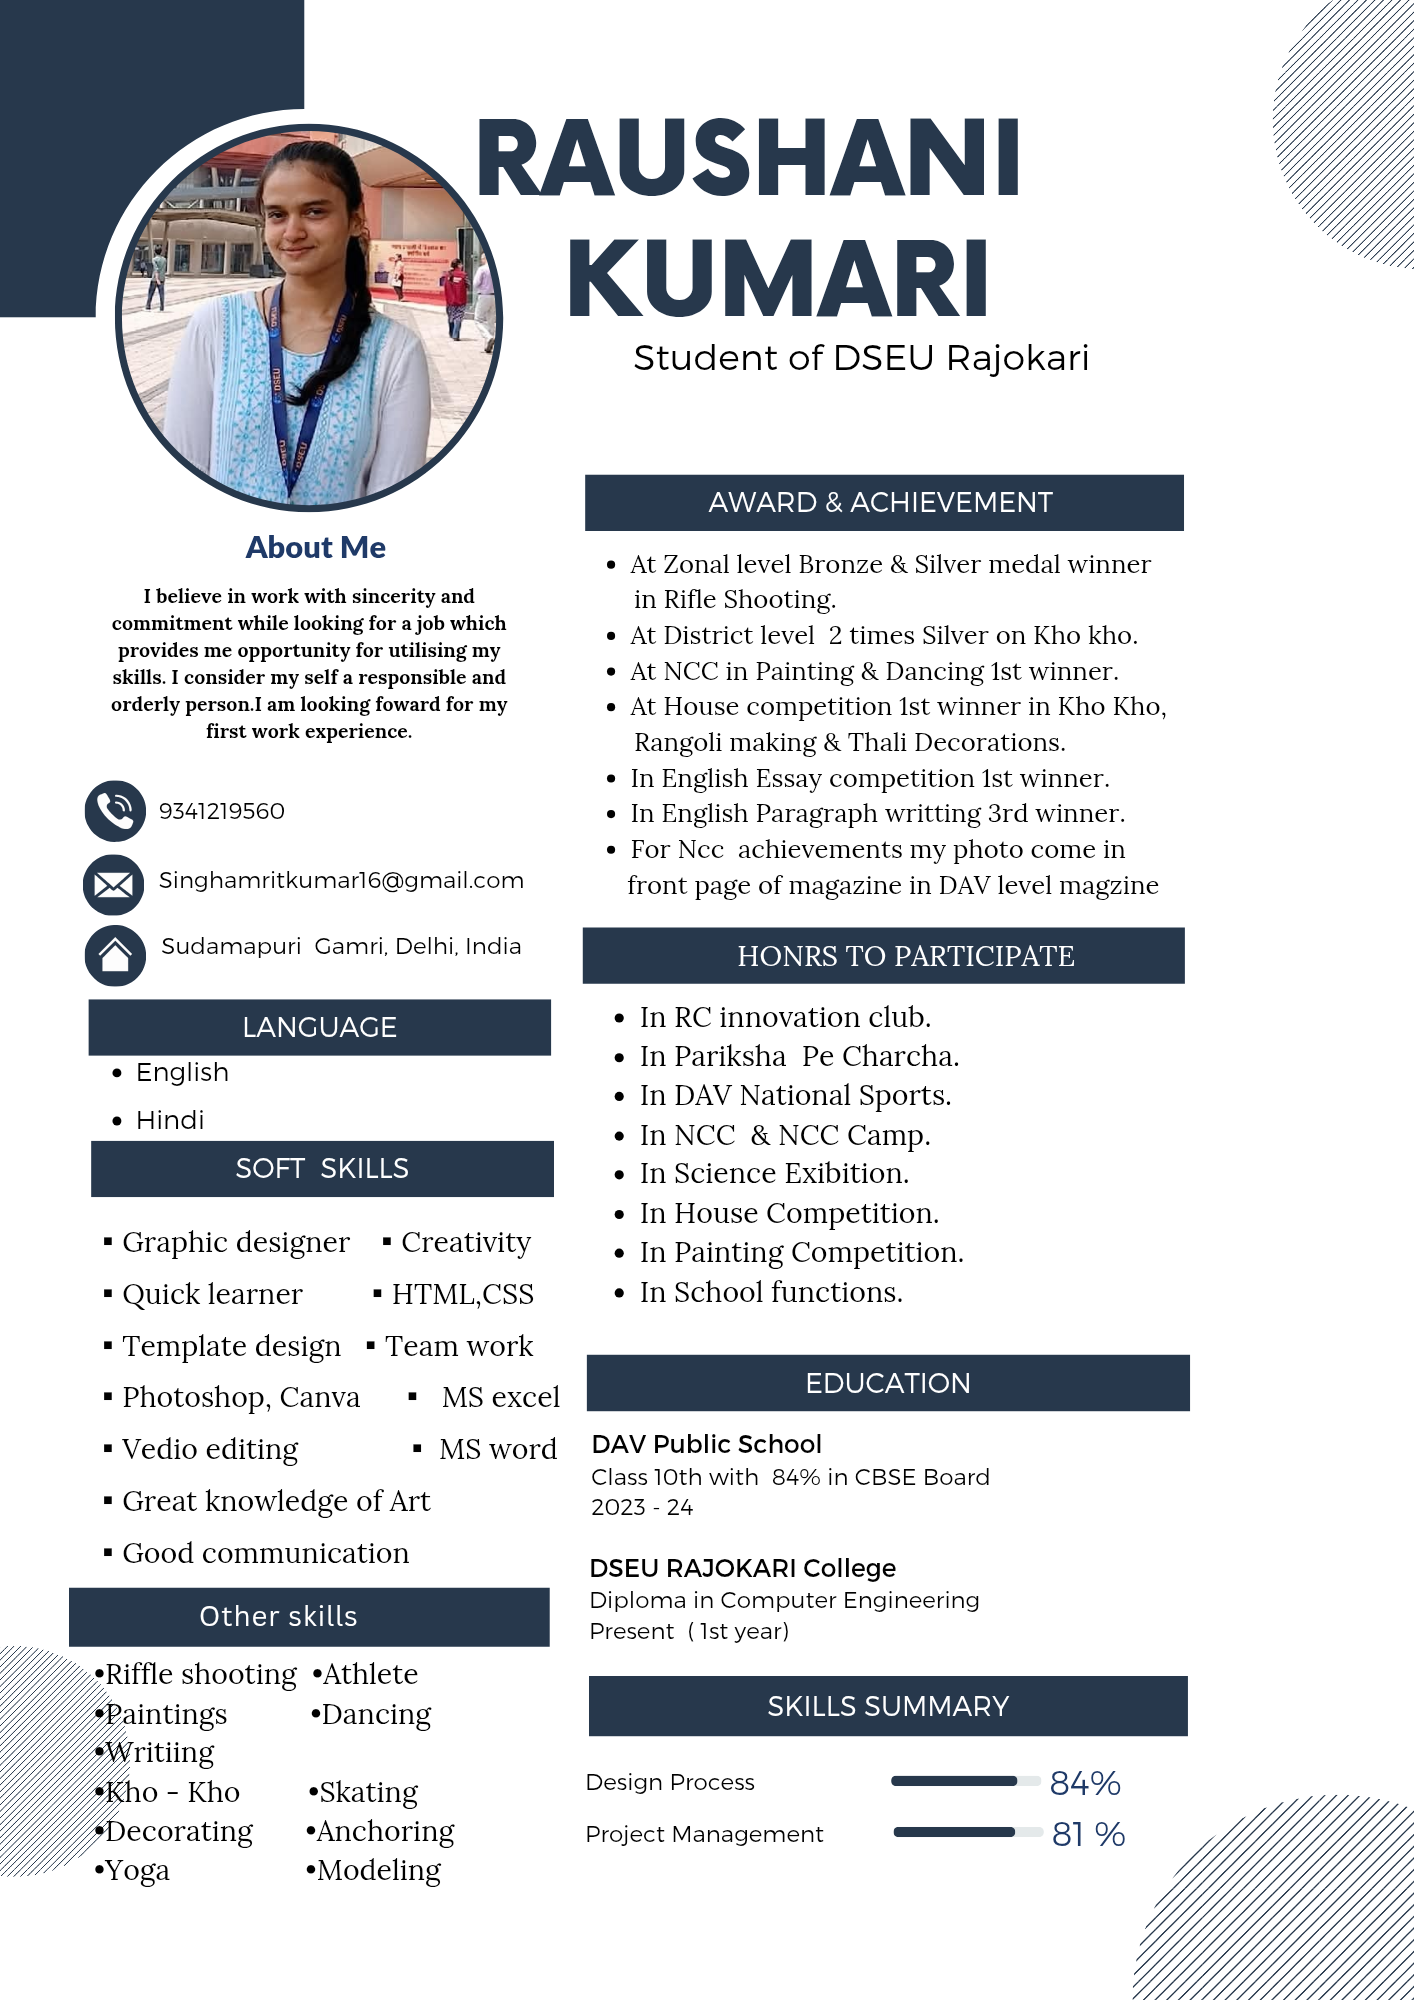 RAUSHANI
KUMARI
Student of DSEU Rajokari
DSEU
DSEU
DSEU
DSEU
DSEU
About Me
I believe in work with sincerity and
commitment while looking for a job which
provides me opportunity for utilising my
skills. I consider my self a responsible and
orderly person.I am looking foward for my
first work experience.
9341219560
Singhamritkumar16@gmail.com
Sudamapuri  Gamri, Delhi, India
LANGUAGE
• English
• Hindi
SOFT  SKILLS
▪ Graphic designer ▪ Creativity
▪ Quick learner ▪ HTML,CSS
▪ Template design ▪ Team work
▪ Photoshop, Canva ▪ MS excel
▪ Vedio editing ▪ MS word
▪ Great knowledge of Art
▪ Good communication
Other skills
•Riffle shooting •Athlete
•Paintings •Dancing
•Writiing
•Kho - Kho •Skating
•Decorating •Anchoring
•Yoga •Modeling
AWARD & ACHIEVEMENT
• At Zonal level Bronze & Silver medal winner
in Rifle Shooting.
• At District level  2 times Silver on Kho kho.
• At NCC in Painting & Dancing 1st winner.
• At House competition 1st winner in Kho Kho,
Rangoli making & Thali Decorations.
• In English Essay competition 1st winner.
• In English Paragraph writting 3rd winner.
• For Ncc  achievements my photo come in
front page of magazine in DAV level magzine
HONRS TO PARTICIPATE
• In RC innovation club.
• In Pariksha  Pe Charcha.
• In DAV National Sports.
• In NCC  & NCC Camp.
• In Science Exibition.
• In House Competition.
• In Painting Competition.
• In School functions.
EDUCATION
DAV Public School
Class 10th with  84% in CBSE Board
2023 - 24
DSEU RAJOKARI College
Diploma in Computer Engineering
Present  ( 1st year)
SKILLS SUMMARY
Design Process 84%
Project Management 81 %